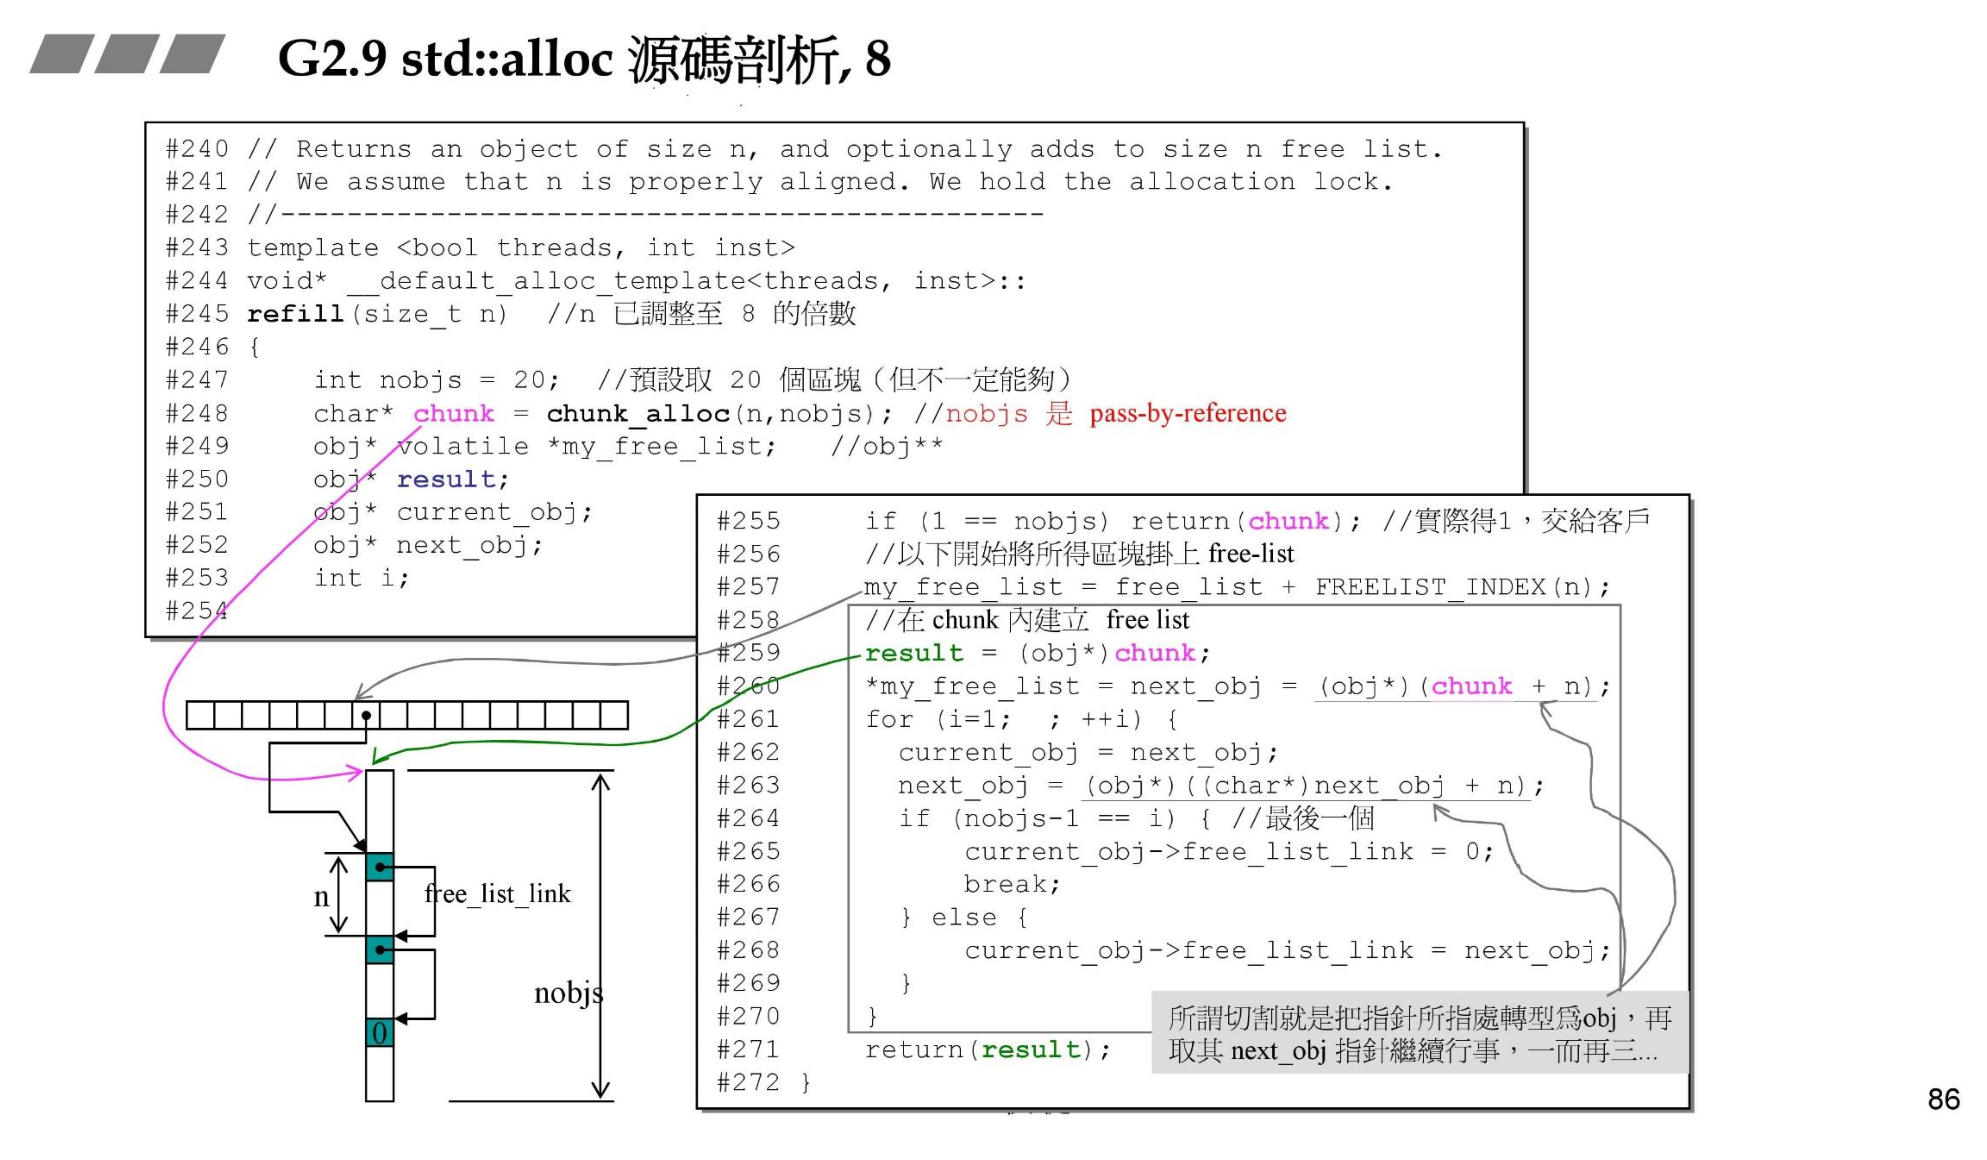 G2.9 std::alloc 源碼剖析, 8
#240 // Returns an object of size n, and optionally adds to size n free list.
#241 // We assume that n is properly aligned. We hold the allocation lock.
#242 //----------------------------------------------
#243 template <bool threads, int inst>
#244 void* __default_alloc_template<threads, inst>::
#245 refill(size_t n)  //n 已調整至 8 的倍數
#246 {
#247     int nobjs = 20;  //預設取 20 個區塊（但不一定能夠）
#248     char* chunk = chunk_alloc(n,nobjs); //nobjs 是 pass-by-reference
#249     obj* volatile *my_free_list;   //obj**
#250     obj* result;
#251     obj* current_obj;
#252     obj* next_obj;
#253     int i;
#254
#255     if (1 == nobjs) return(chunk); //實際得1，交給客戶
#256     //以下開始將所得區塊掛上 free-list
#257     my_free_list = free_list + FREELIST_INDEX(n);
#258     //在 chunk 內建立 free list
#259     result = (obj*)chunk;
#260     *my_free_list = next_obj = (obj*)(chunk + n);
#261     for (i=1;  ; ++i) {
#262       current_obj = next_obj;
#263       next_obj = (obj*)((char*)next_obj + n);
#264       if (nobjs-1 == i) { //最後一個
#265           current_obj->free_list_link = 0;
#266           break;
#267       } else {
#268           current_obj->free_list_link = next_obj;
#269       }
#270     }
#271     return(result);
#272 }
所謂切割就是把指針所指處轉型為obj，再
取其 next_obj 指針繼續行事，一而再三...
n
free_list_link
nobjs
0
86